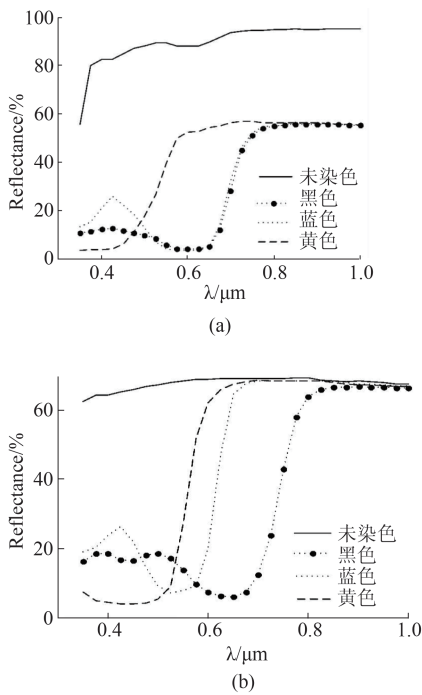 100
80
60
40
20
0
Reflectance/%
未染色
黑色
蓝色
黄色
0.4
0.6
0.8
1.0
λ/μm
(a)
60
40
20
0
Reflectance/%
未染色
黑色
蓝色
黄色
0.4
0.6
0.8
1.0
λ/μm
(b)